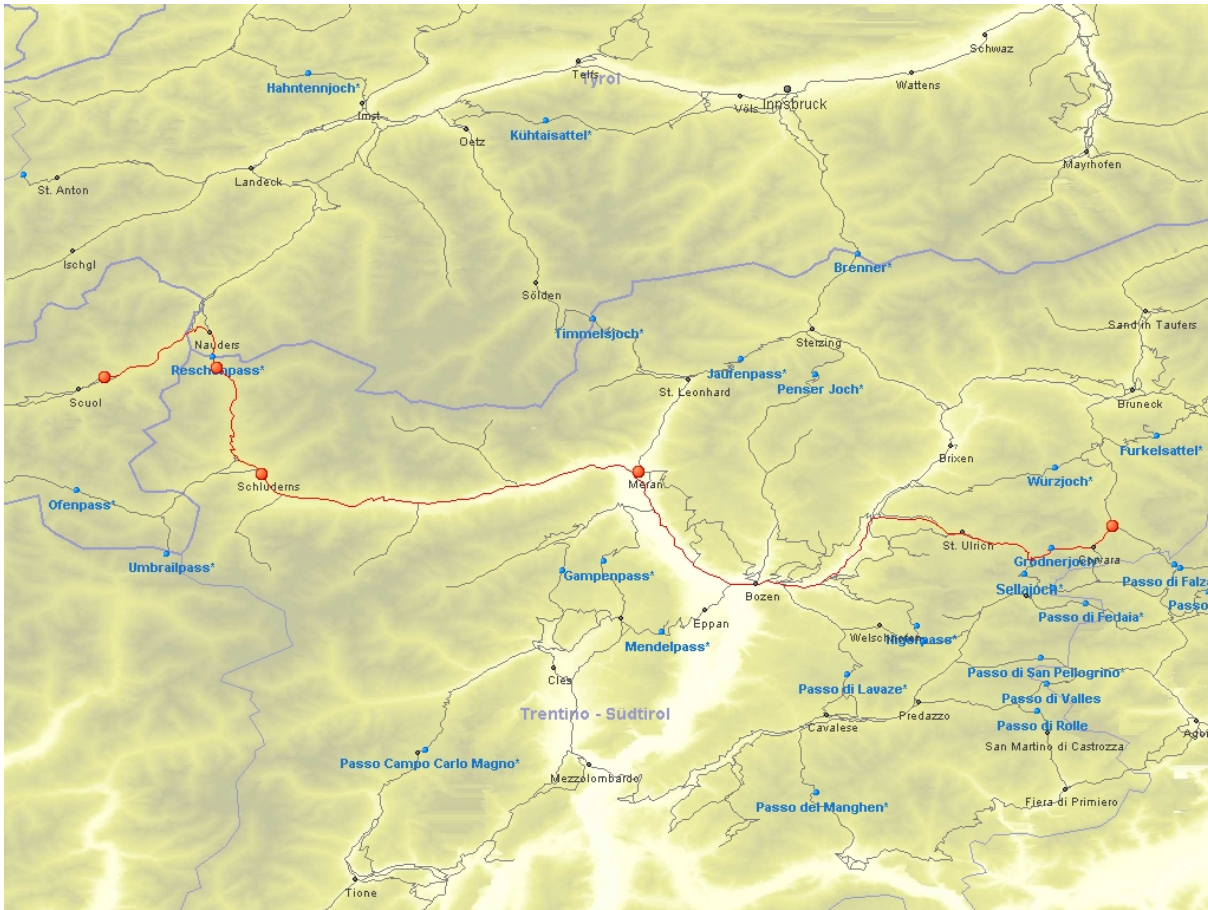 Schwaz
Telfs
Tyrol
Hahntennjoch*
Wattens
Innsbruck
Völs
Imst
Kühtaisattel*
Oetz
Mayrhofen
Landeck
St. Anton
Ischgl
Brenner*
Sölden
Sand in Taufers
Timmelsjoch*
Sterzing
Nauders
Reschenpass*
Jaufenpass*
Penser Joch*
St. Leonhard
Scuol
Bruneck
Furkelsattel*
Brixen
Würzjoch*
Schluderns
Meran
Ofenpass*
St. Ulrich
Grödnerjoch*
Corvara
Umbrailpass*
Gampenpass*
Passo di Falza
Sellajoch*
Bozen
Passo
Eppan
Passo di Fedaia*
Welschnofen
Nigerpass*
Mendelpass*
Cles
Passo di San Pellegrino*
Passo di Lavaze*
Passo di Valles
Predazzo
Trentino - Südtirol
Cavalese
Passo di Rolle
Agor
San Martino di Castrozza
Passo Campo Carlo Magno*
Mezzolombardo
Fiera di Primiero
Passo del Manghen*
Tione